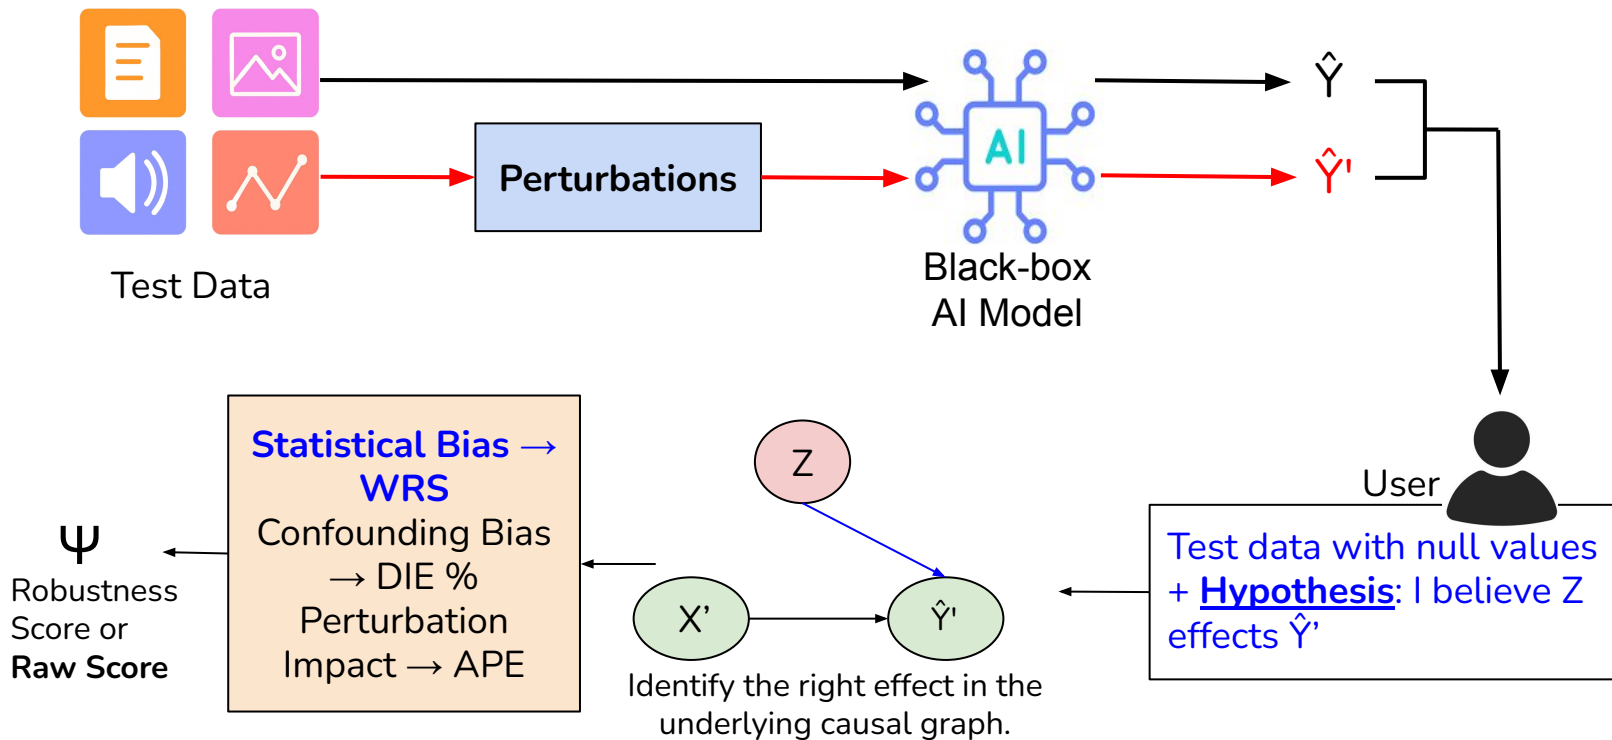 Perturbations
AI
Ŷ
Ŷ'
Test Data
Black-box
AI Model
Statistical Bias →
WRS
Confounding Bias
→ DIE %
Perturbation
Impact → APE
Ψ
Robustness
Score or
Raw Score
Z
X’
Ŷ'
Identify the right effect in the
underlying causal graph.
User
Test data with null values
+ Hypothesis: I believe Z
effects Ŷ’